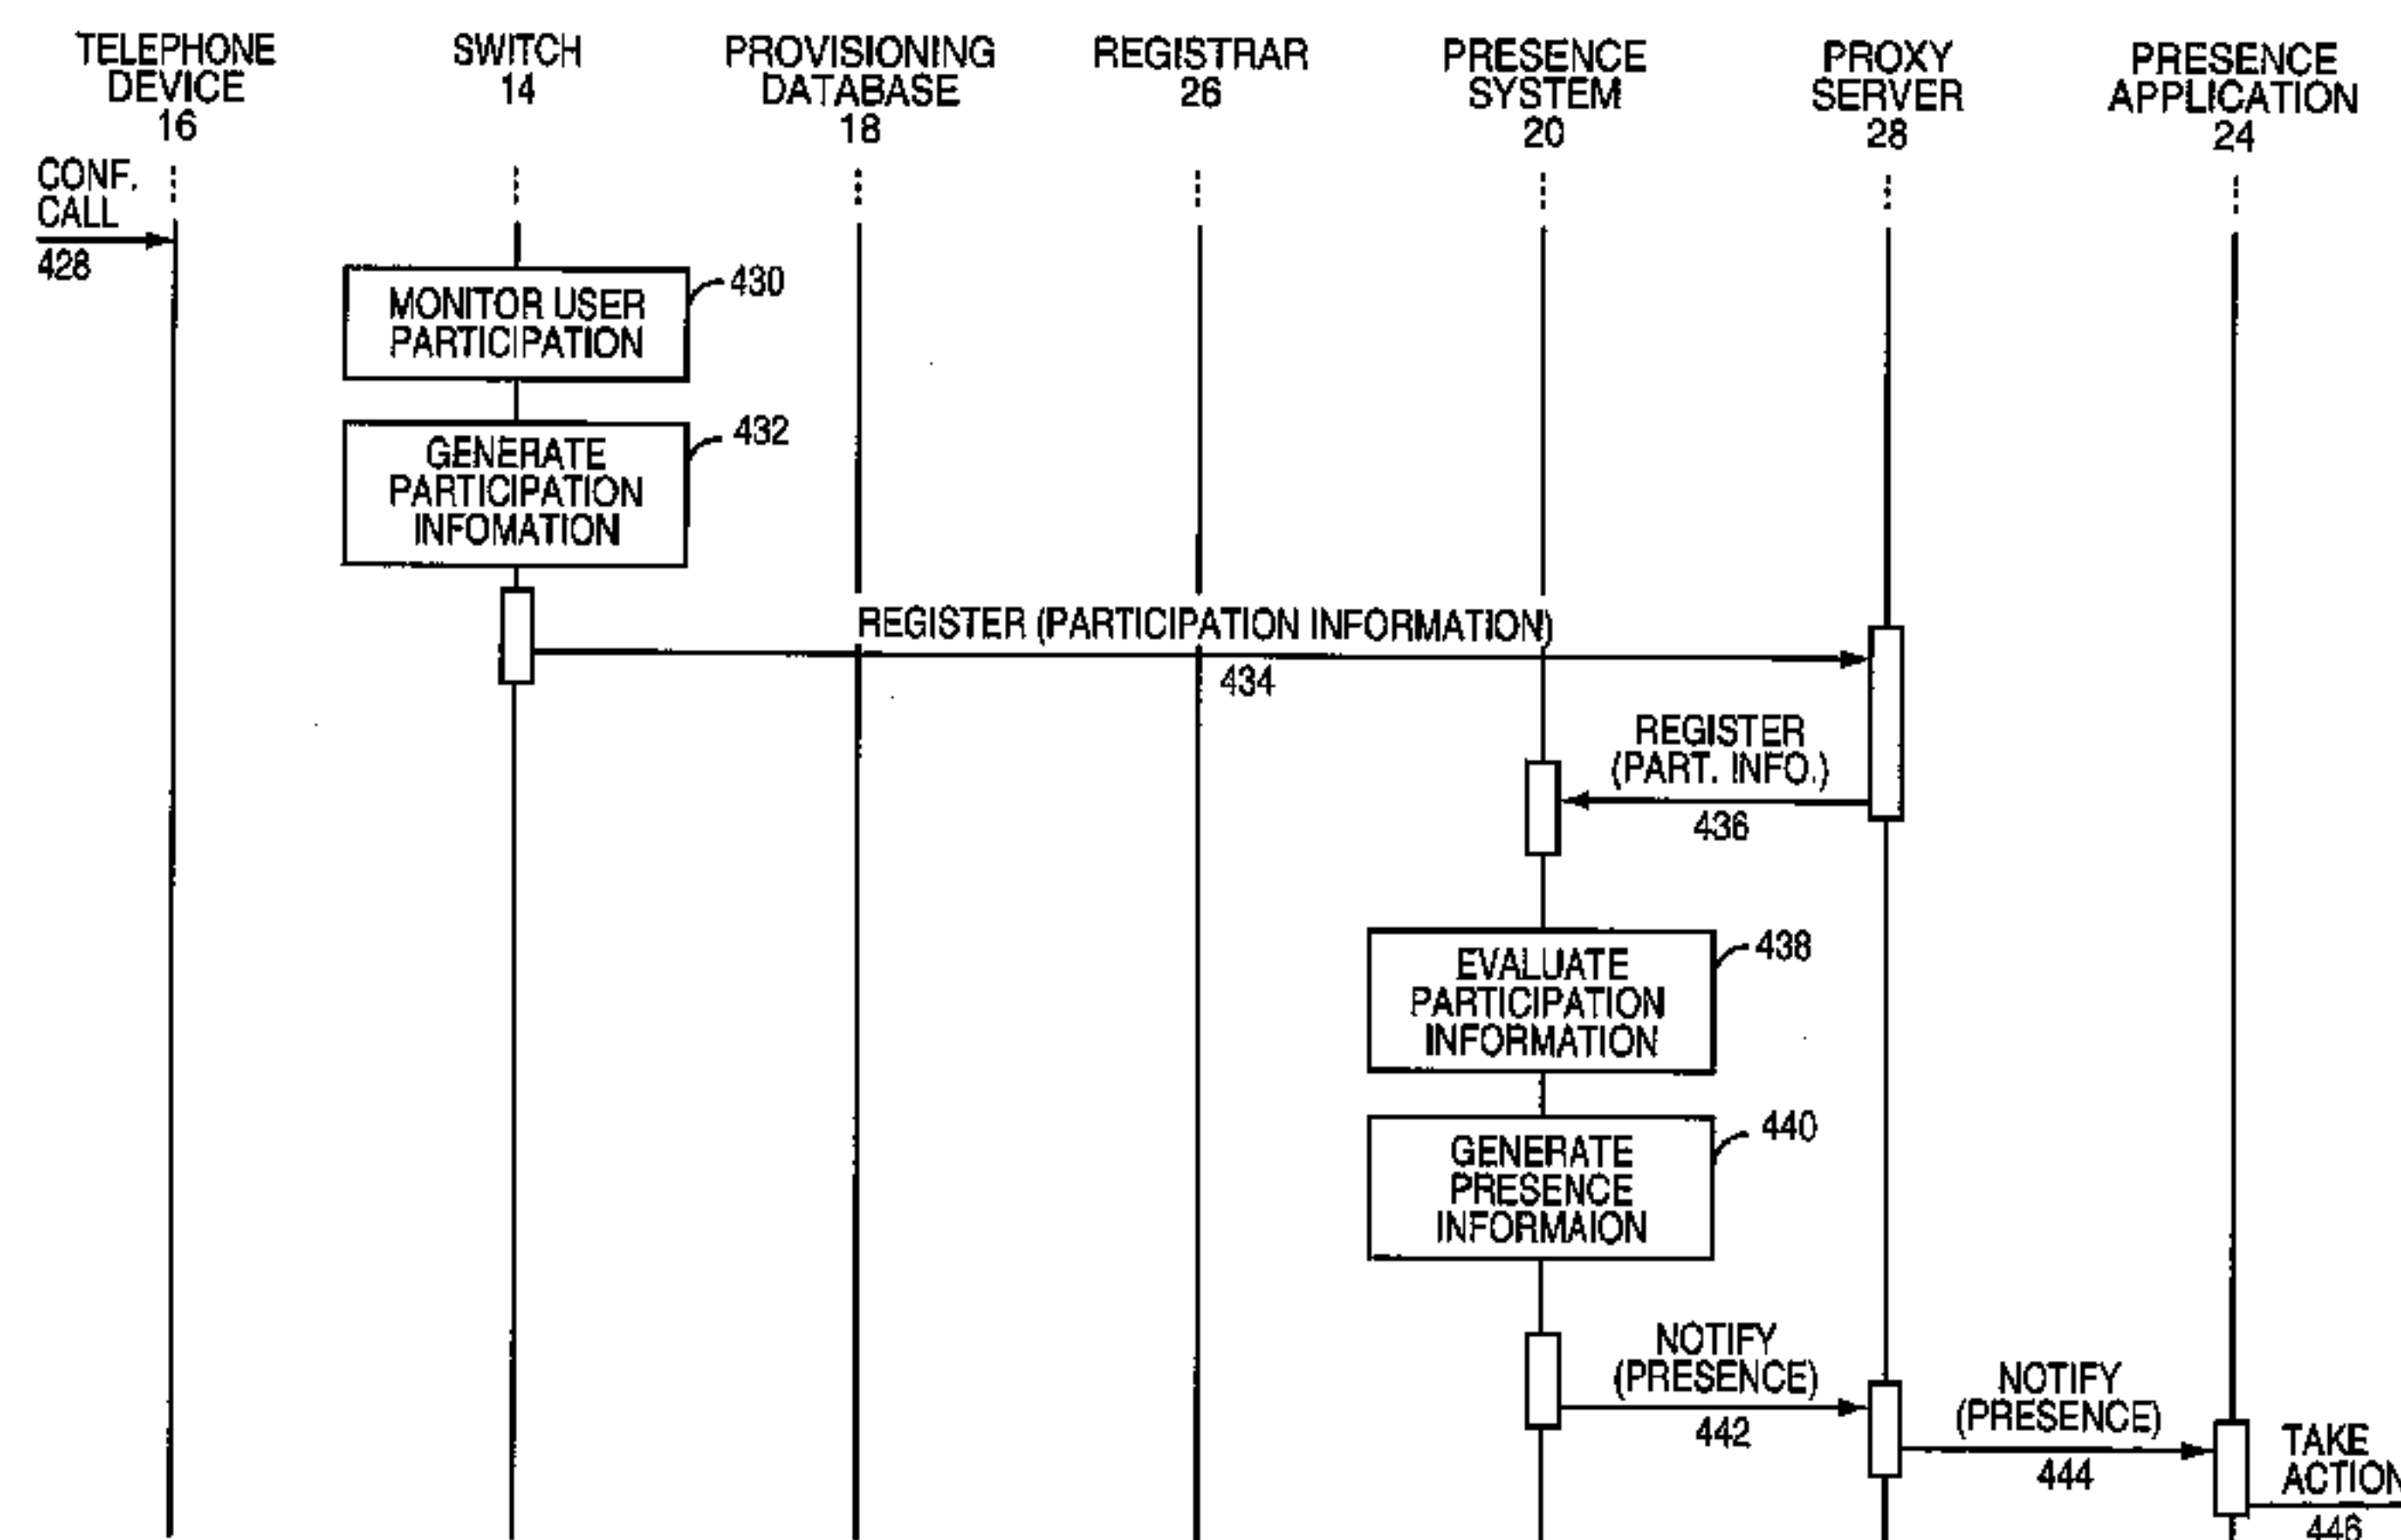 TELEPHONE
DEVICE
16
SWITCH
14
PROVISIONING
DATABASE
18
REGISTRAR
26
PRESENCE
SYSTEM
20
PROXY
SERVER
28
PRESENCE
APPLICATION
24
CONF.
CALL
428
MONITOR USER
PARTICIPATION
430
GENERATE
PARTICIPATION
INFOMATION
432
REGISTER (PARTICIPATION INFORMATION)
434
REGISTER
(PART. INFO.)
436
EVALUATE
PARTICIPATION
INFORMATION
438
GENERATE
PRESENCE
INFORMAION
440
NOTIFY
(PRESENCE)
442
NOTIFY
(PRESENCE)
444
TAKE
ACTION
446